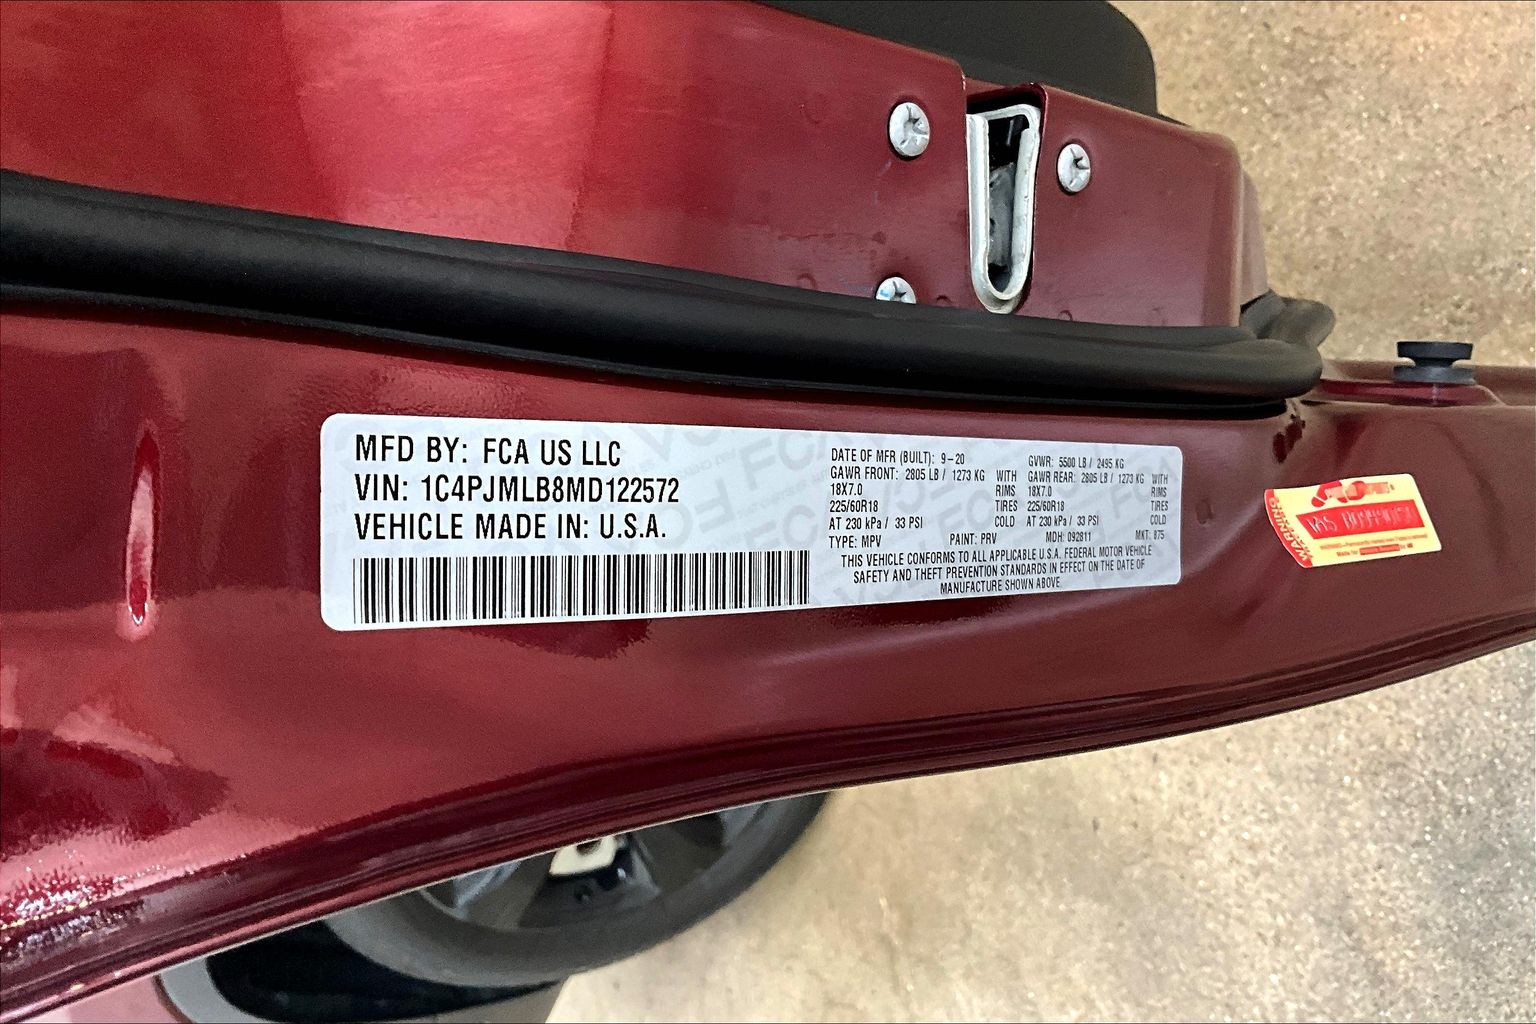 MFD BY: FCA US LLC
VIN: 1C4PJMLB8MD122572
VEHICLE MADE IN: U.S.A.
DATE OF MFR (BUILT): 9-20 GVWR: 5500 LB / 2495 KG
GAWR FRONT: 2805 LB / 1273 KG WITH GAWR REAR: 2805 LB / 1273 KG WITH
18X7.0 RIMS 18X7.0 RIMS
225/60R18 TIRES 225/60R18 TIRES
AT 230 kPa / 33 PSI COLD AT 230 kPa / 33 PSI COLD
TYPE: MPV PAINT: PRV MDH: 092811 MKT: 875
THIS VEHICLE CONFORMS TO ALL APPLICABLE U.S.A. FEDERAL MOTOR VEHICLE
SAFETY AND THEFT PREVENTION STANDARDS IN EFFECT ON THE DATE OF
MANUFACTURE SHOWN ABOVE.
WARNING